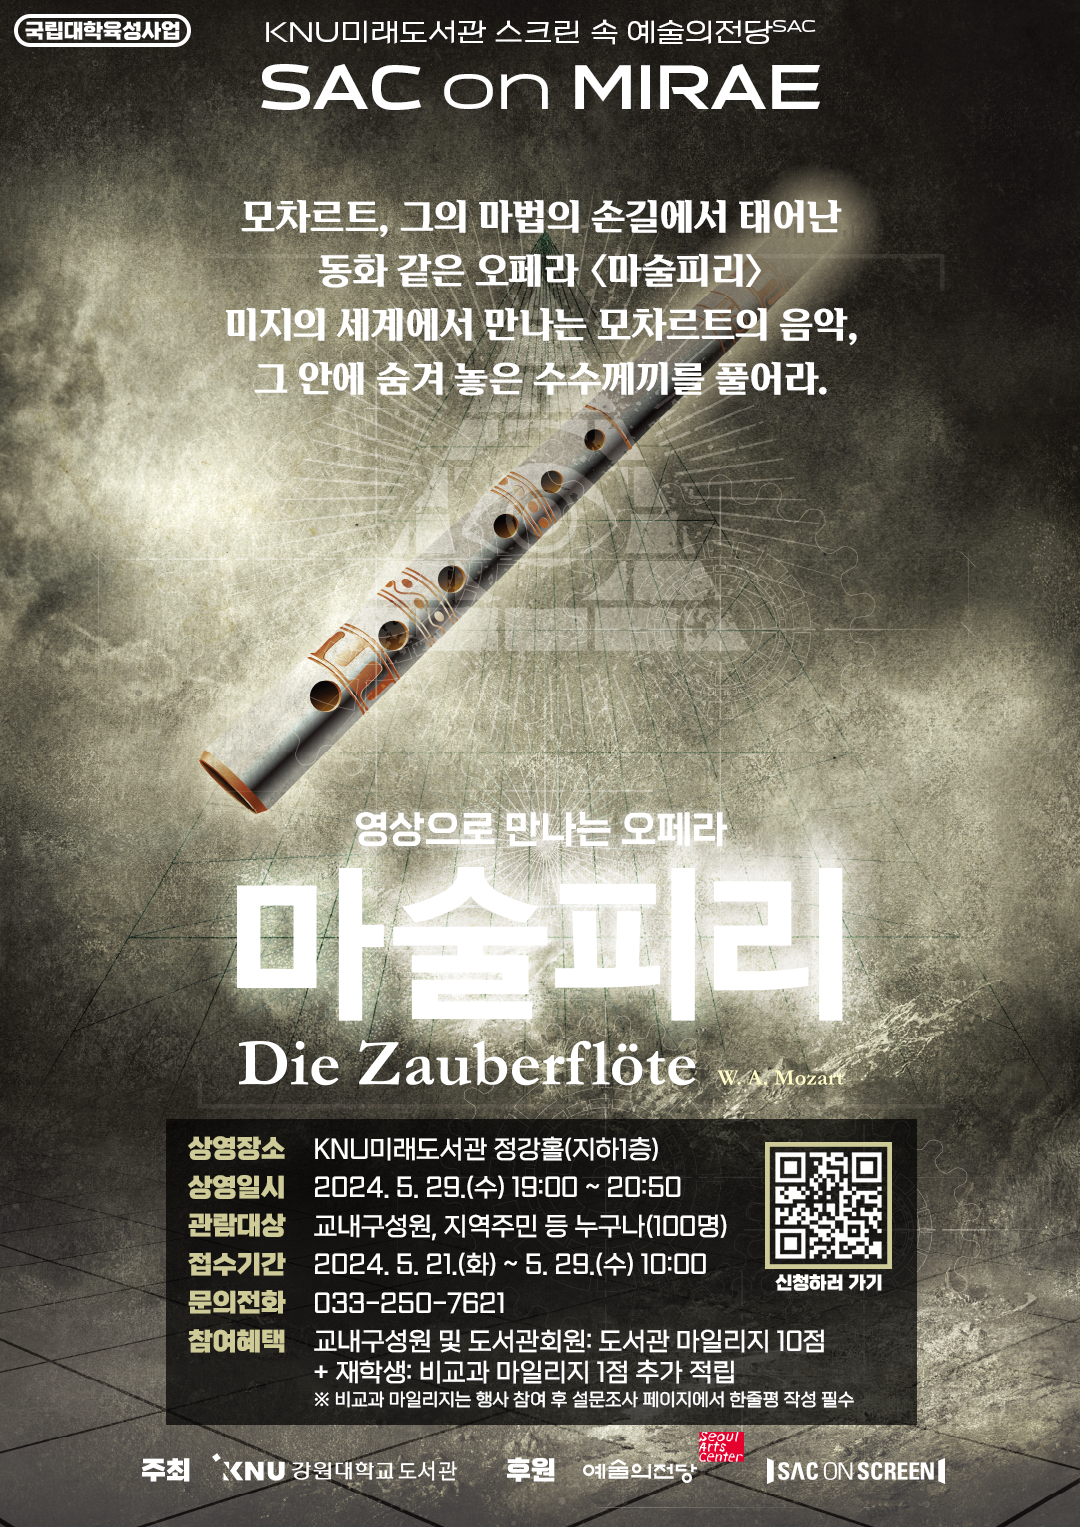 국립대학육성사업
KNU미래도서관 스크린 속 예술의전당SAC
SAC on MIRAE
모차르트, 그의 마법의 손길에서 태어난
동화 같은 오페라 <마술피리>
미지의 세계에서 만나는 모차르트의 음악,
그 안에 숨겨 놓은 수수께끼를 풀어라.
영상으로 만나는 오페라
마술피리
Die Zauberflöte W. A. Mozart
상영장소 KNU미래도서관 정강홀(지하1층)
상영일시 2024. 5. 29.(수) 19:00 ~ 20:50
관람대상 교내구성원, 지역주민 등 누구나(100명)
접수기간 2024. 5. 21.(화) ~ 5. 29.(수) 10:00
문의전화 033-250-7621
참여혜택 교내구성원 및 도서관회원: 도서관 마일리지 10점
+ 재학생: 비교과 마일리지 1점 추가 적립
※ 비교과 마일리지는 행사 참여 후 설문조사 페이지에서 한줄평 작성 필수
신청하러 가기
주최 KNU 강원대학교 도서관 후원 예술의전당 Seoul Arts Center SAC ON SCREEN